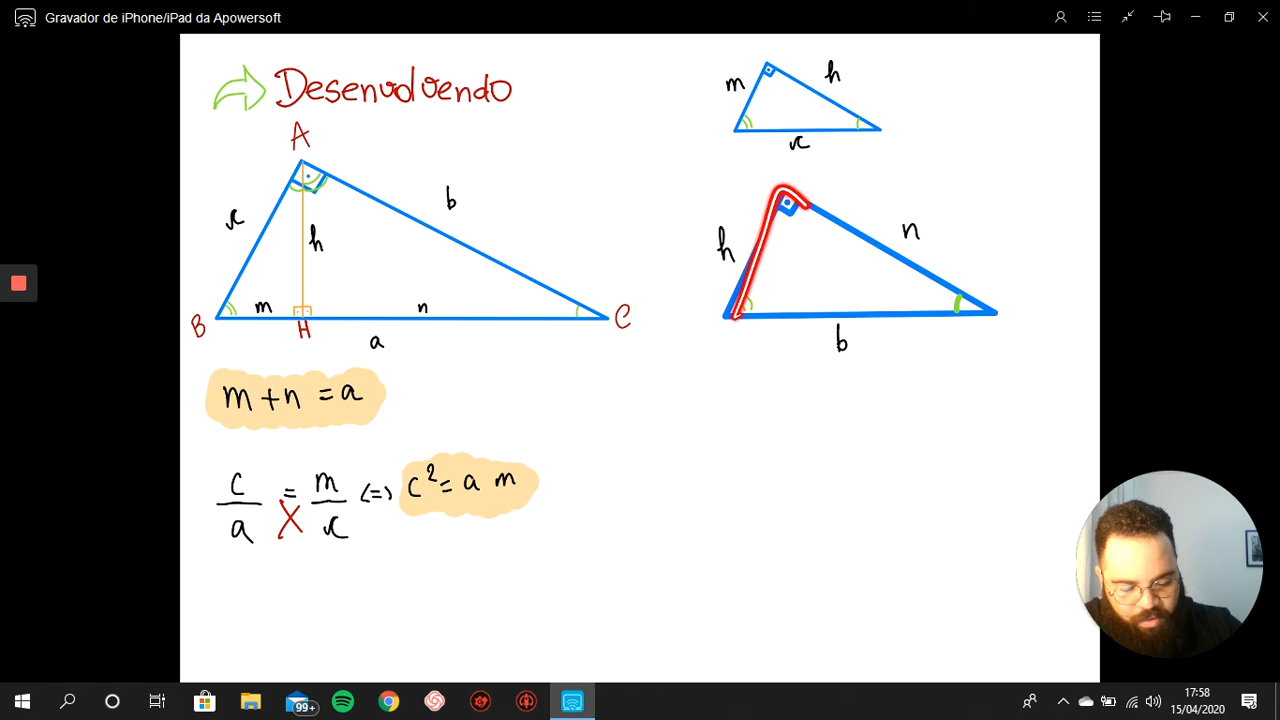 Gravador de iPhone/iPad da Apowersoft
Desenvolvendo
A
c
b
h
m
n
B
H
C
a
m
h
c
h
n
b
m + n = a
c/a = m/c ⇔ c² = a m
99+
17:58
15/04/2020